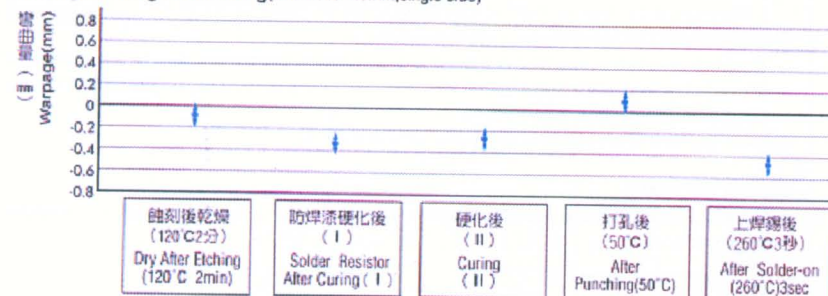 (single side)
彎曲量(㎜)
Warpage(mm)
0.8
0.6
0.4
0.2
0
-0.2
-0.4
-0.6
-0.8
蝕刻後乾燥
(120℃2分)
Dry After Etching
(120℃ 2min)
防焊漆硬化後
(Ⅰ)
Solder Resistor
After Curing(Ⅰ)
硬化後
(Ⅱ)
Curing
(Ⅱ)
打孔後
(50℃)
After
Punching(50℃)
上焊錫後
(260℃3秒)
After Solder-on
(260℃)3sec